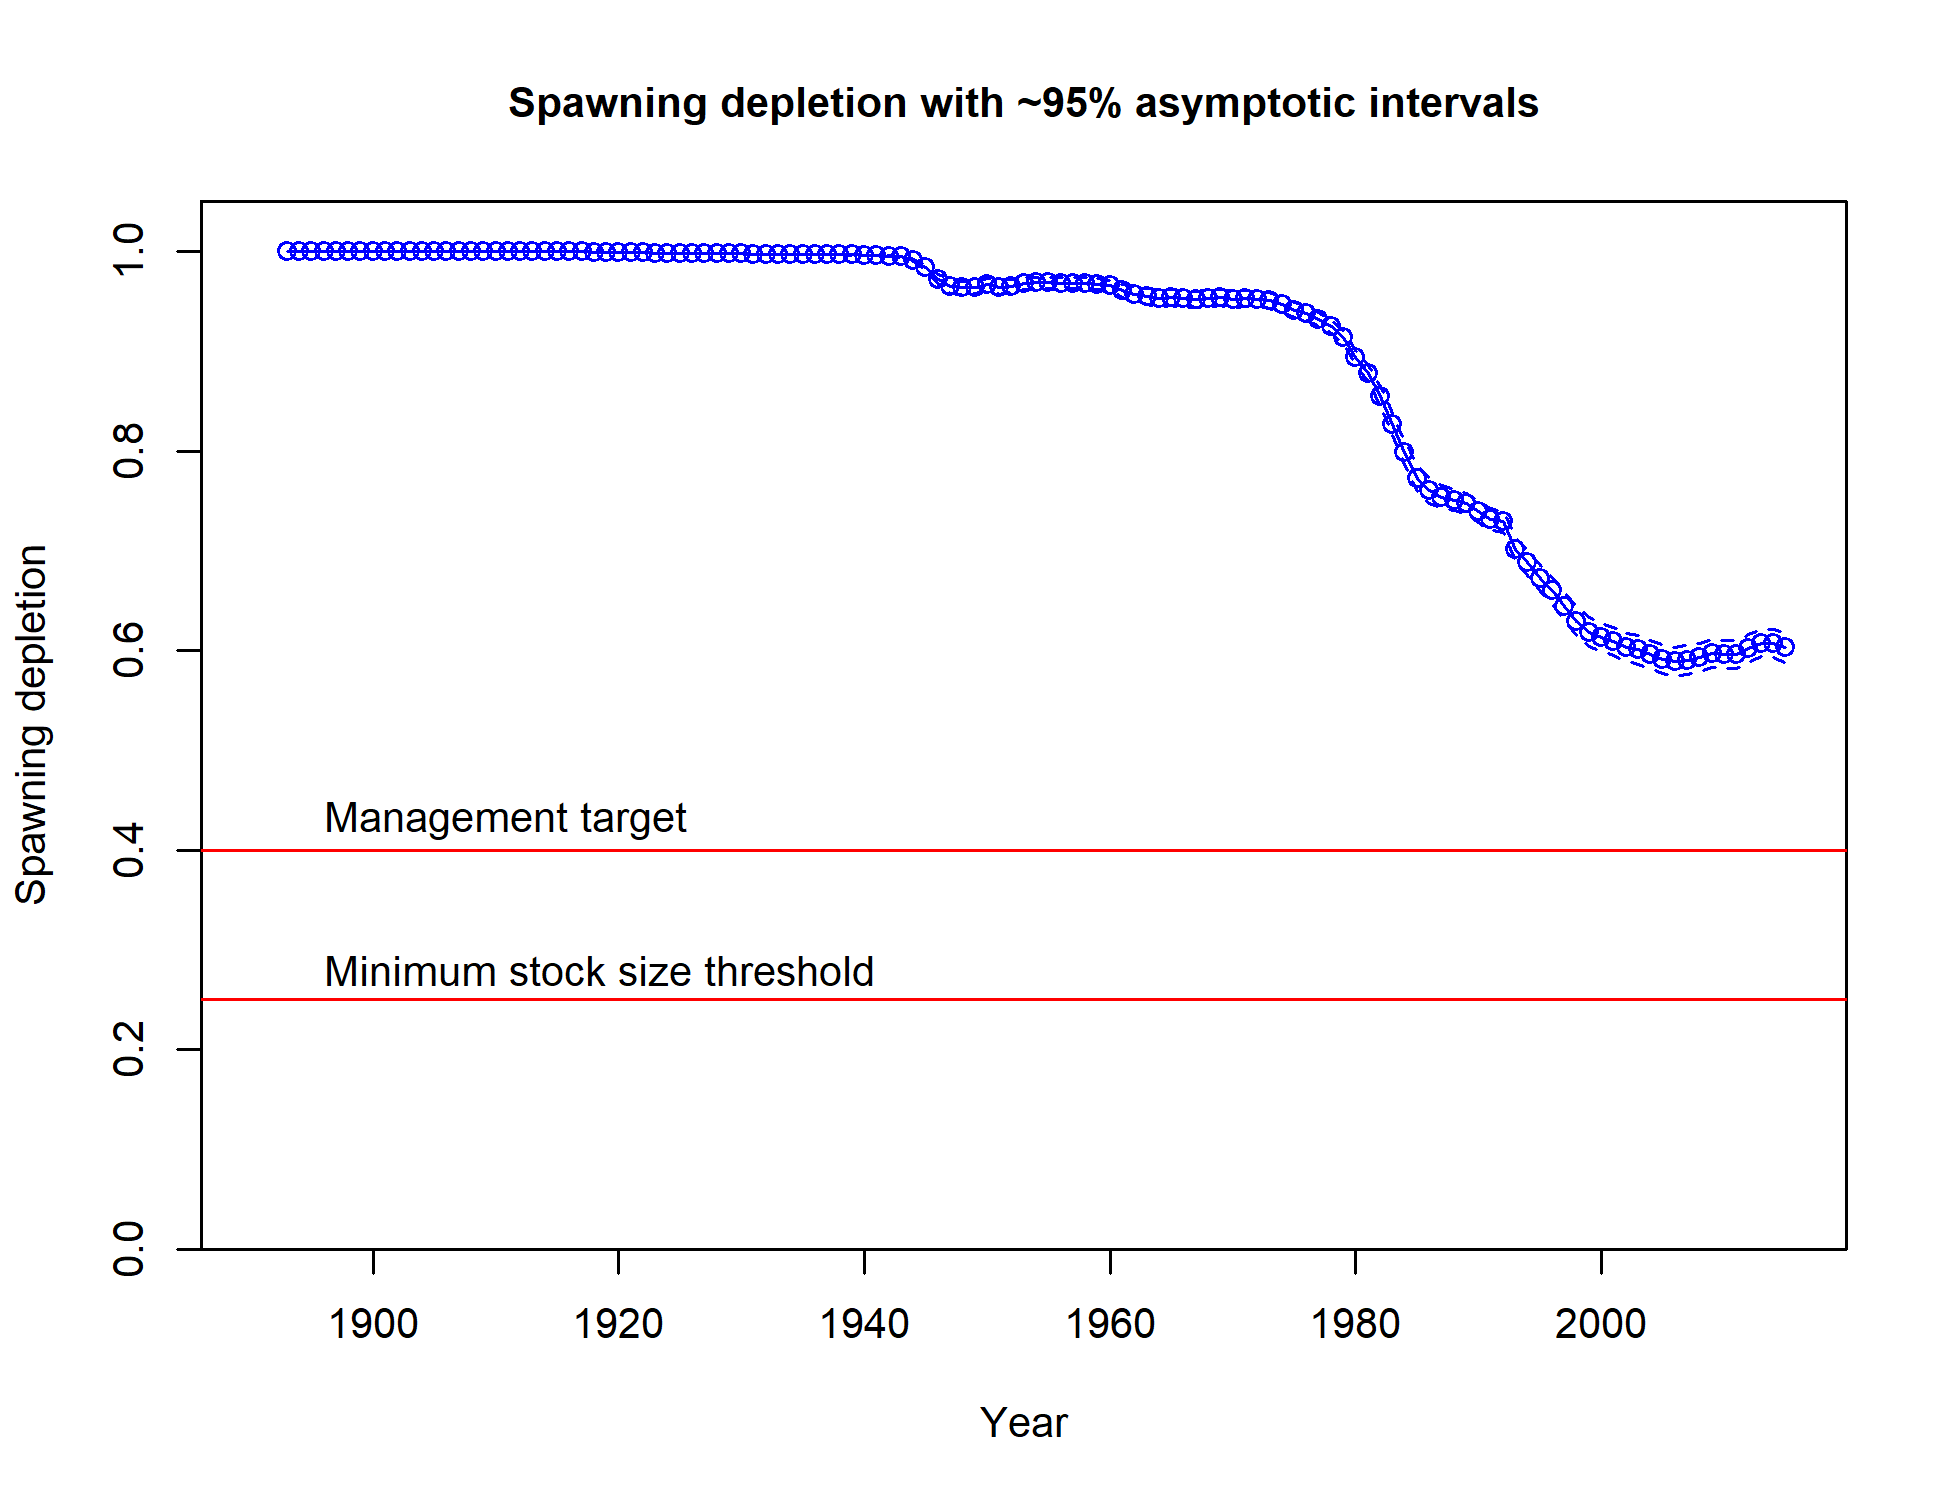 Spawning depletion with ~95% asymptotic intervals
Spawning depletion
1.0
0.8
0.6
0.4
0.2
0.0
Management target
Minimum stock size threshold
1900 1920 1940 1960 1980 2000
Year